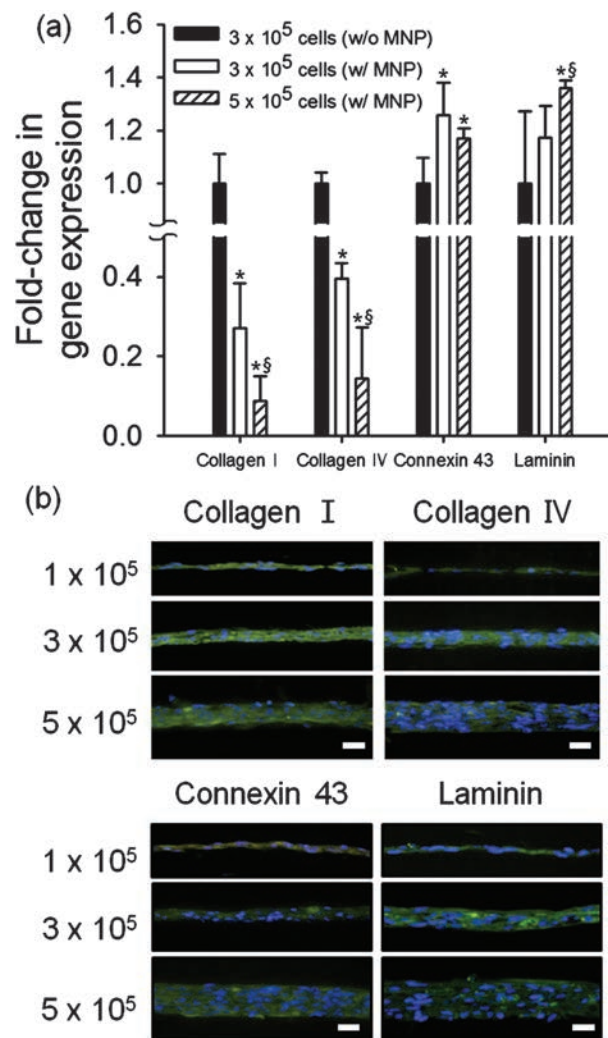 (a)
3 x 10⁵ cells (w/o MNP)
3 x 10⁵ cells (w/ MNP)
5 x 10⁵ cells (w/ MNP)
Fold-change in
gene expression
1.6
1.4
1.2
1.0
0.4
0.2
0.0
*
*§
*
*§
*
*
*§
Collagen I
Collagen IV
Connexin 43
Laminin
(b)
Collagen I
Collagen IV
1 x 10⁵
3 x 10⁵
5 x 10⁵
Connexin 43
Laminin
1 x 10⁵
3 x 10⁵
5 x 10⁵